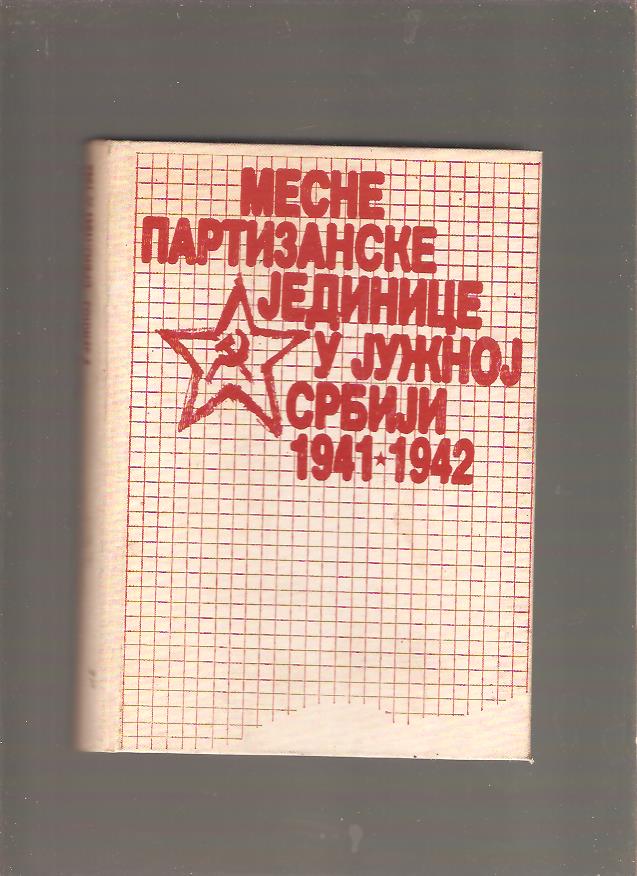 МЕСНЕ
ПАРТИЗАНСКЕ
ЈЕДИНИЦЕ
У ЈУЖНОЈ
СРБИЈИ
1941★1942